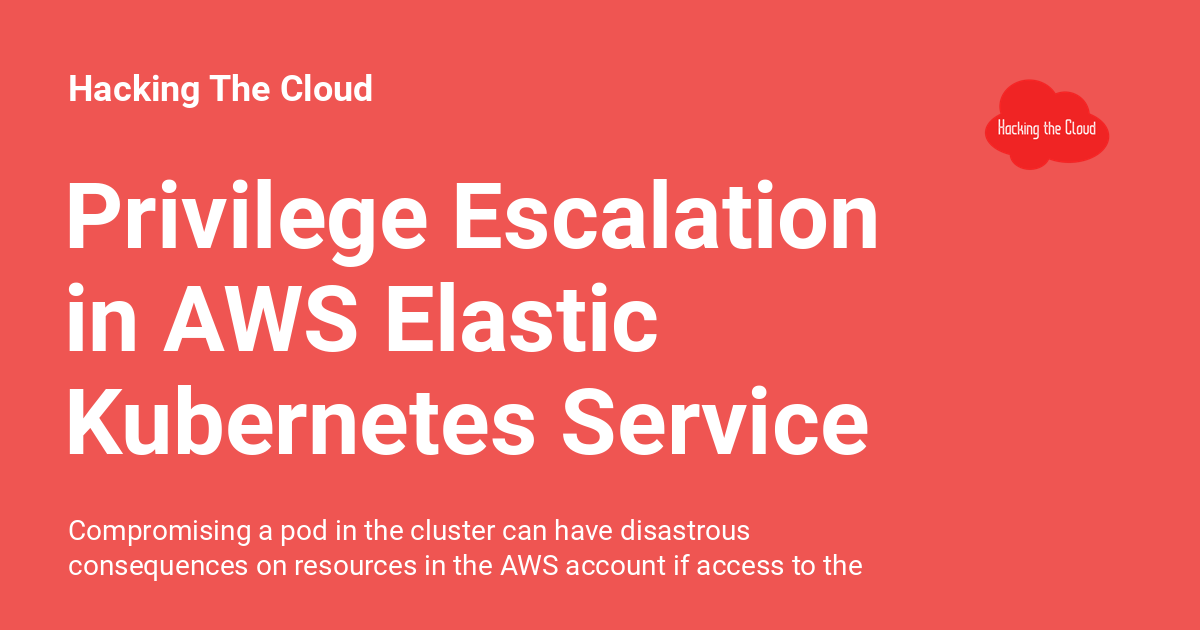 Hacking The Cloud
Hacking the Cloud
Privilege Escalation
in AWS Elastic
Kubernetes Service
Compromising a pod in the cluster can have disastrous
consequences on resources in the AWS account if access to the